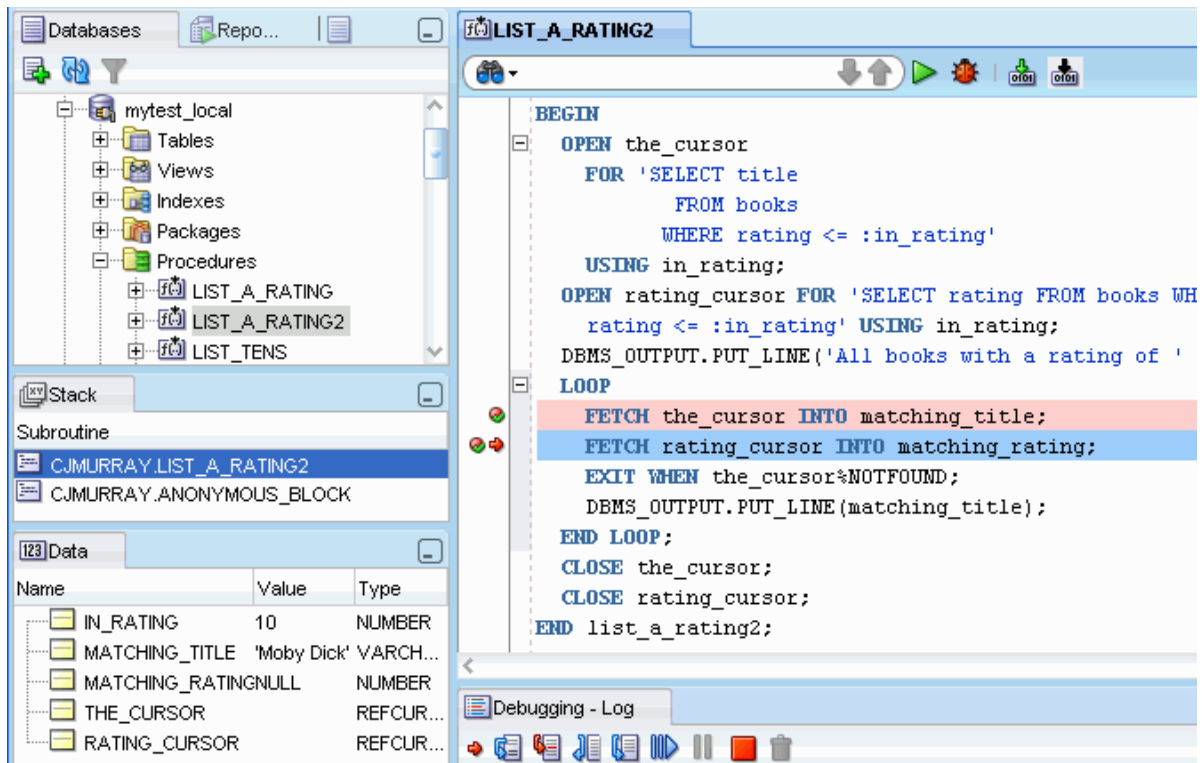 Databases
Repo...
mytest_local
Tables
Views
Indexes
Packages
Procedures
LIST_A_RATING
LIST_A_RATING2
LIST_TENS
Stack
Subroutine
CJMURRAY.LIST_A_RATING2
CJMURRAY.ANONYMOUS_BLOCK
123 Data
Name Value Type
IN_RATING 10 NUMBER
MATCHING_TITLE 'Moby Dick' VARCH...
MATCHING_RATINGNULL NUMBER
THE_CURSOR REFCUR...
RATING_CURSOR REFCUR...
LIST_A_RATING2
BEGIN
OPEN the_cursor
FOR 'SELECT title
FROM books
WHERE rating <= :in_rating'
USING in_rating;
OPEN rating_cursor FOR 'SELECT rating FROM books WH
rating <= :in_rating' USING in_rating;
DBMS_OUTPUT.PUT_LINE('All books with a rating of '
LOOP
FETCH the_cursor INTO matching_title;
FETCH rating_cursor INTO matching_rating;
EXIT WHEN the_cursor%NOTFOUND;
DBMS_OUTPUT.PUT_LINE(matching_title);
END LOOP;
CLOSE the_cursor;
CLOSE rating_cursor;
END list_a_rating2;
Debugging - Log